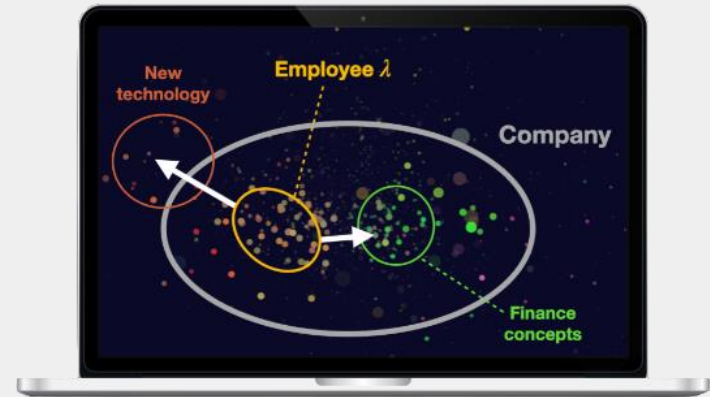 New
technology
Employee λ
Company
Finance
concepts